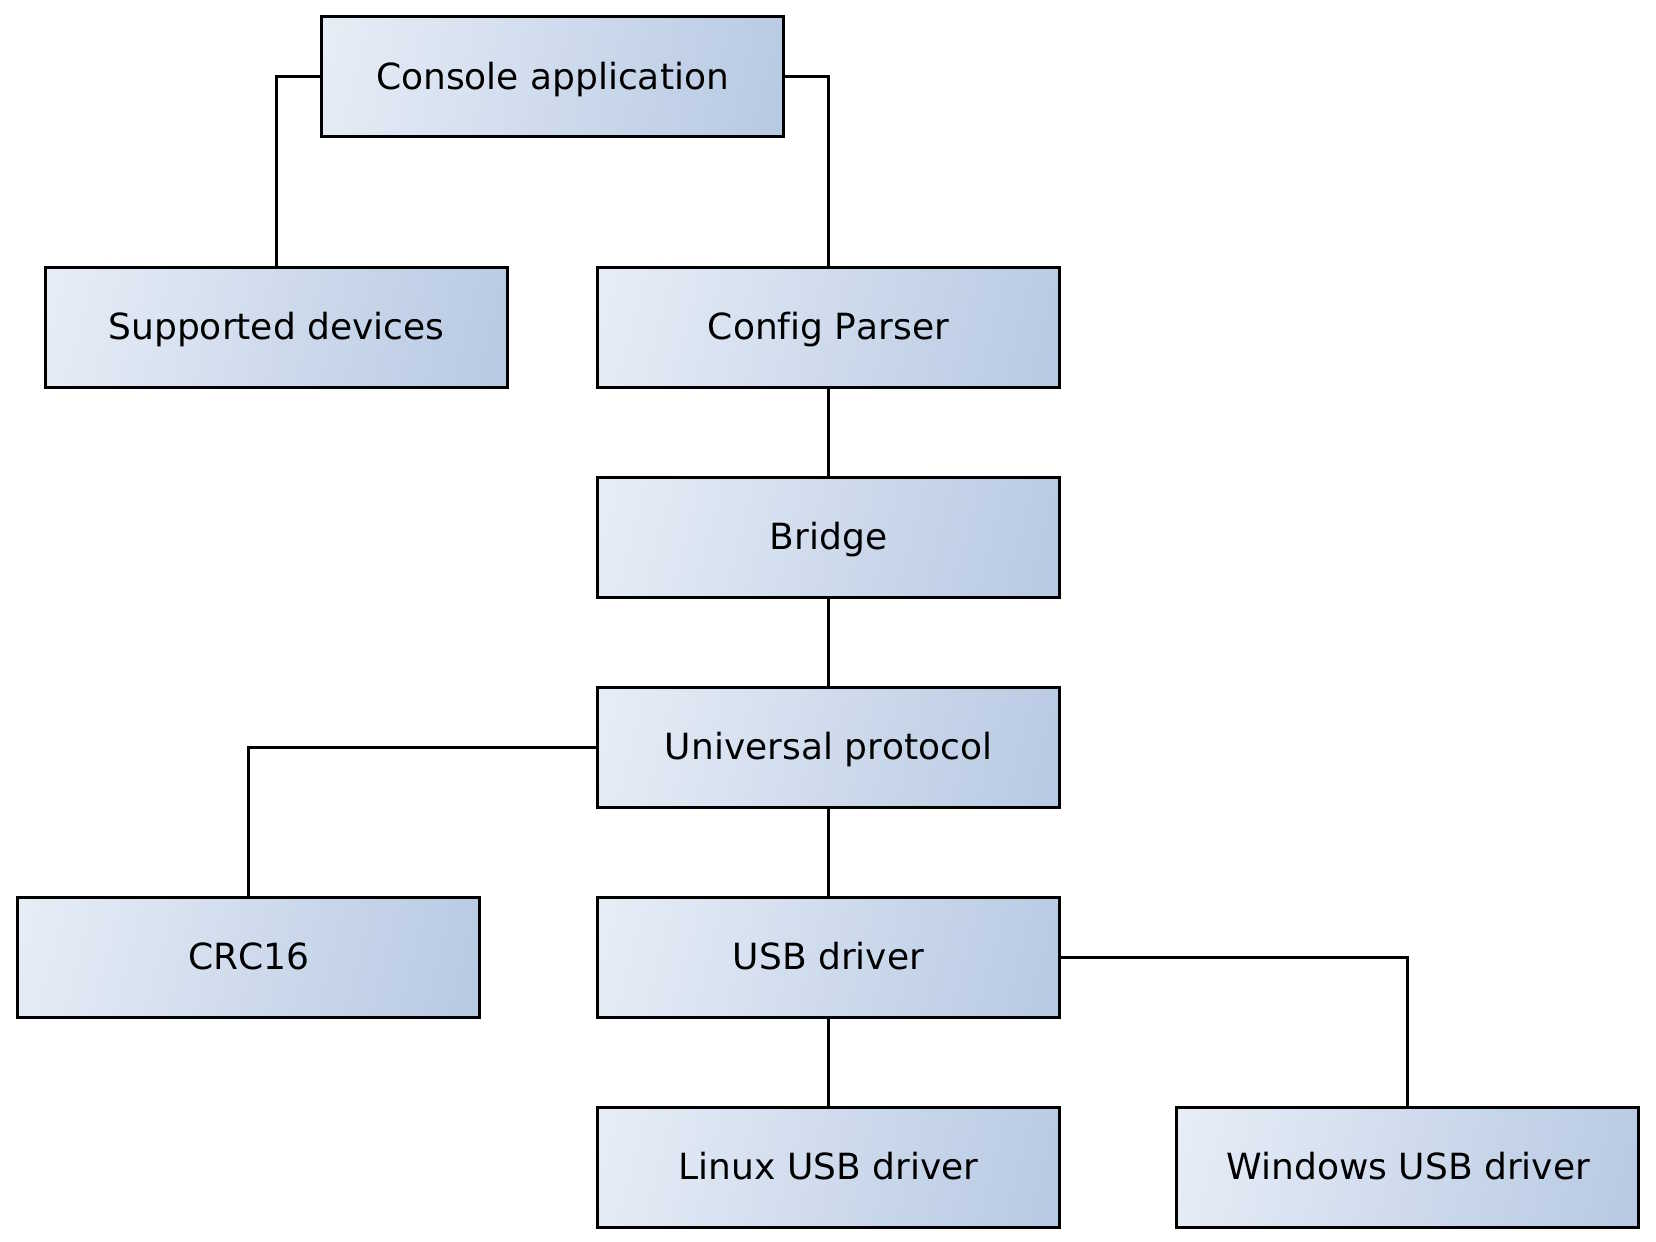 Console application
Supported devices
Config Parser
Bridge
Universal protocol
CRC16
USB driver
Linux USB driver
Windows USB driver